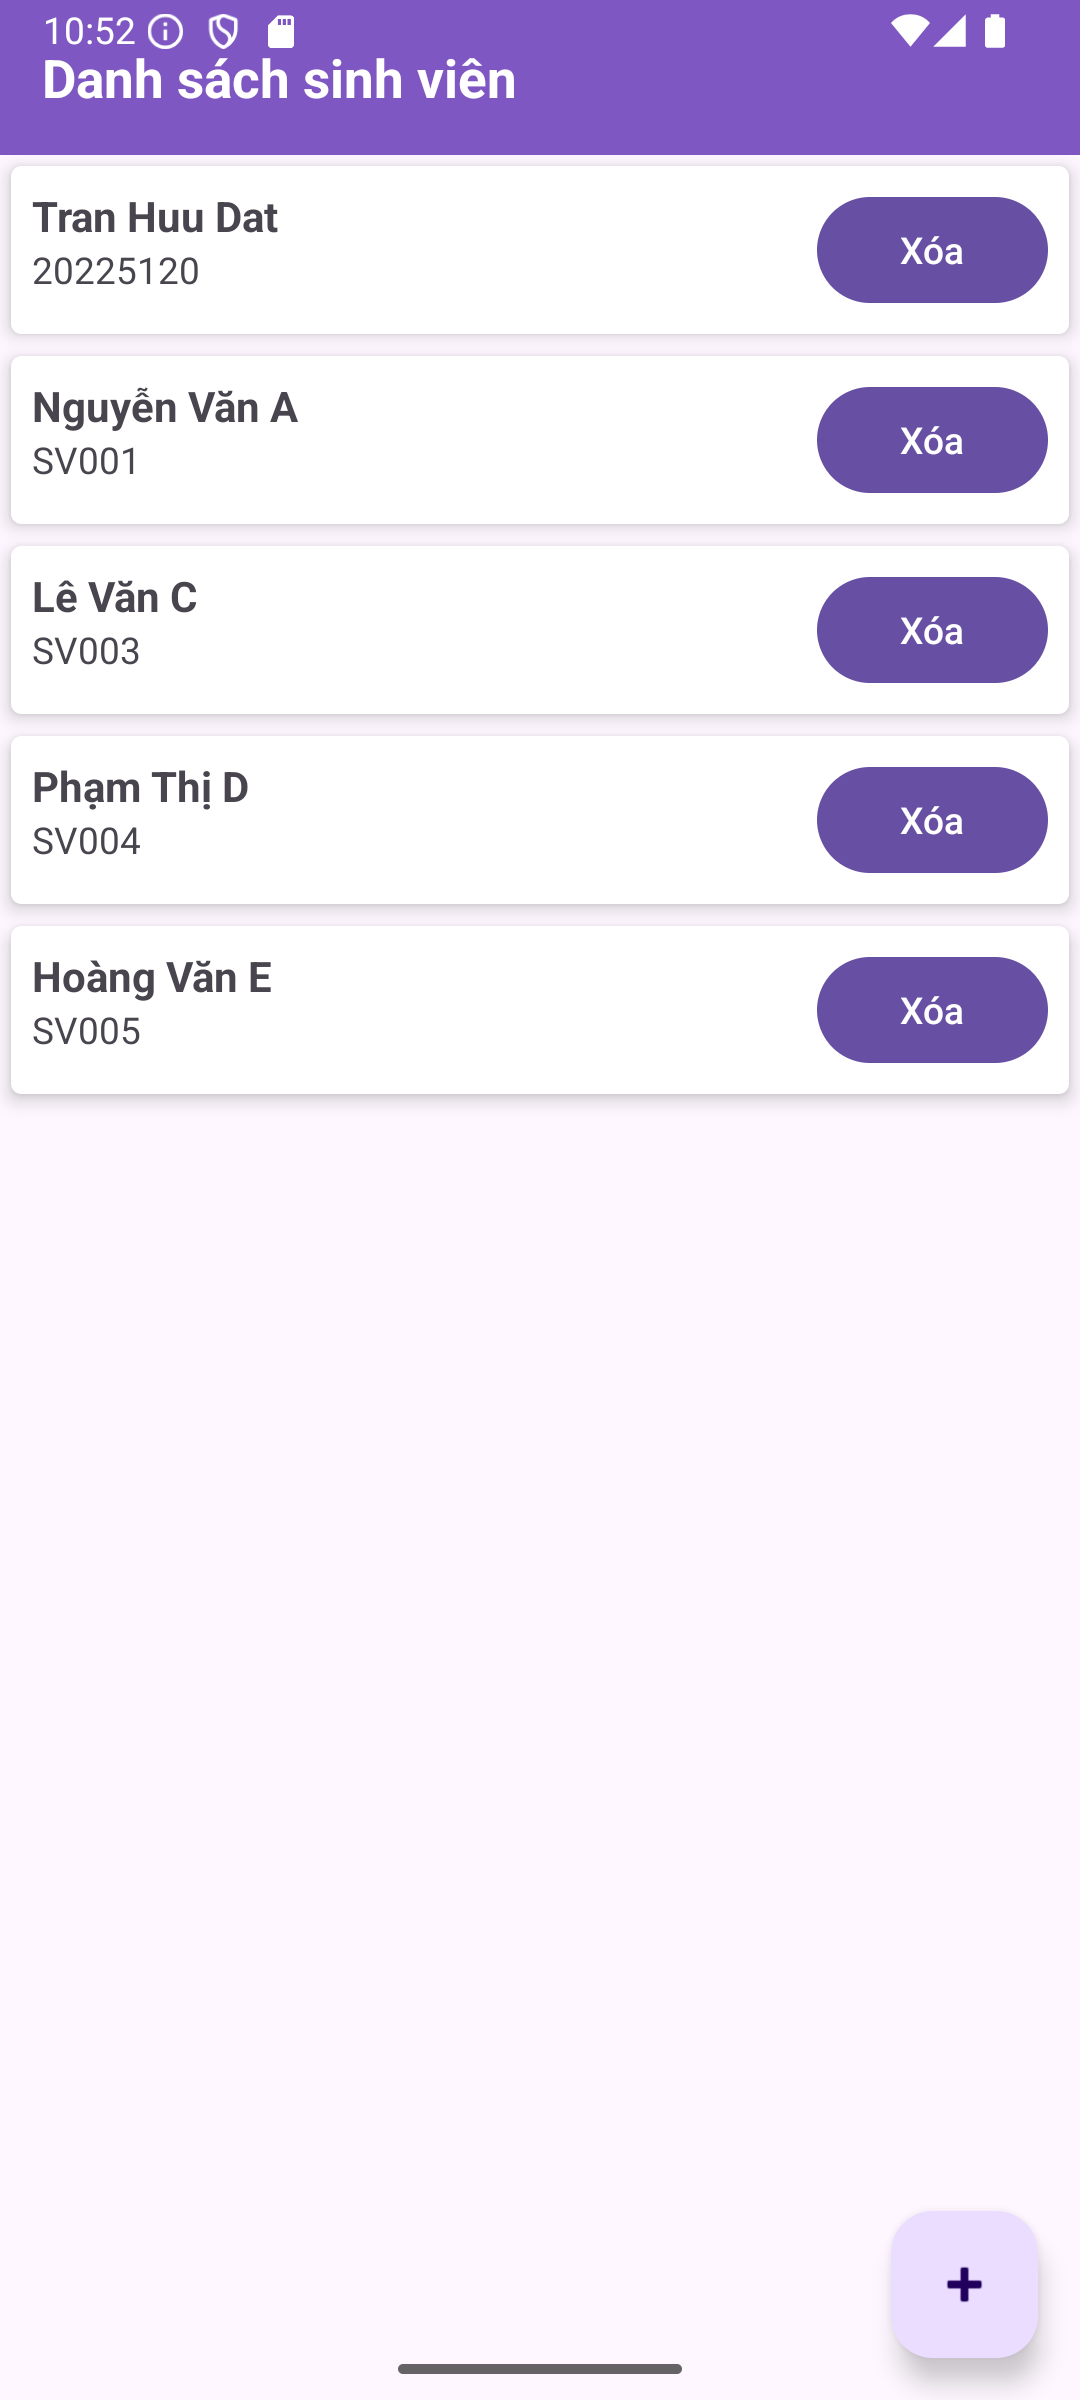 10:52
Danh sách sinh viên
Tran Huu Dat
20225120
Xóa
Nguyễn Văn A
SV001
Xóa
Lê Văn C
SV003
Xóa
Phạm Thị D
SV004
Xóa
Hoàng Văn E
SV005
Xóa